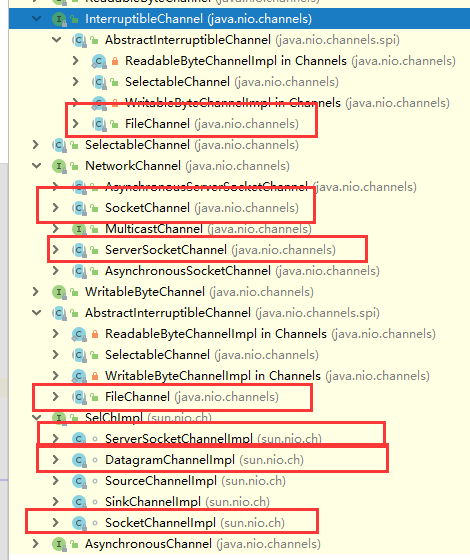 ReadableByteChannel (java.nio.channels)
InterruptibleChannel (java.nio.channels)
AbstractInterruptibleChannel (java.nio.channels.spi)
ReadableByteChannelImpl in Channels (java.nio.channels)
SelectableChannel (java.nio.channels)
WritableByteChannelImpl in Channels (java.nio.channels)
FileChannel (java.nio.channels)
SelectableChannel (java.nio.channels)
NetworkChannel (java.nio.channels)
AsynchronousServerSocketChannel (java.nio.channels)
SocketChannel (java.nio.channels)
MulticastChannel (java.nio.channels)
ServerSocketChannel (java.nio.channels)
AsynchronousSocketChannel (java.nio.channels)
WritableByteChannel (java.nio.channels)
AbstractInterruptibleChannel (java.nio.channels.spi)
ReadableByteChannelImpl in Channels (java.nio.channels)
SelectableChannel (java.nio.channels)
WritableByteChannelImpl in Channels (java.nio.channels)
FileChannel (java.nio.channels)
SelChImpl (sun.nio.ch)
ServerSocketChannelImpl (sun.nio.ch)
DatagramChannelImpl (sun.nio.ch)
SourceChannelImpl (sun.nio.ch)
SinkChannelImpl (sun.nio.ch)
SocketChannelImpl (sun.nio.ch)
AsynchronousChannel (java.nio.channels)